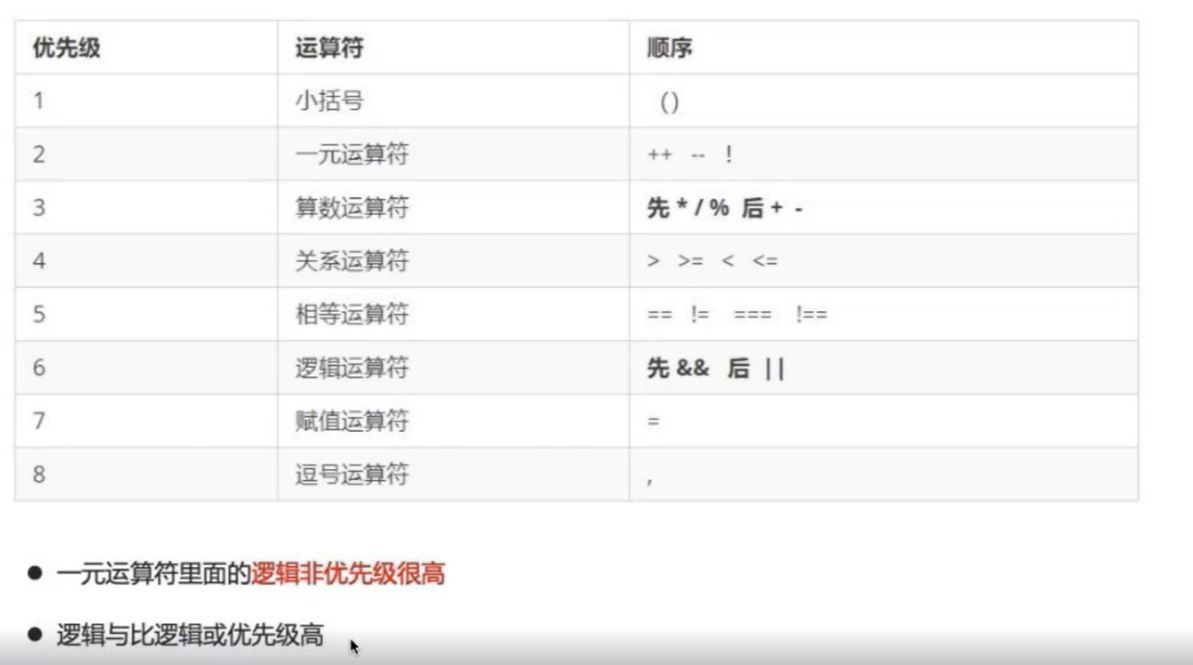 优先级 运算符 顺序
1 小括号 ()
2 一元运算符 ++ -- !
3 算数运算符 先 * / % 后 + -
4 关系运算符 > >= < <=
5 相等运算符 == != === !==
6 逻辑运算符 先 && 后 ||
7 赋值运算符 =
8 逗号运算符 ,
● 一元运算符里面的逻辑非优先级很高
● 逻辑与比逻辑或优先级高